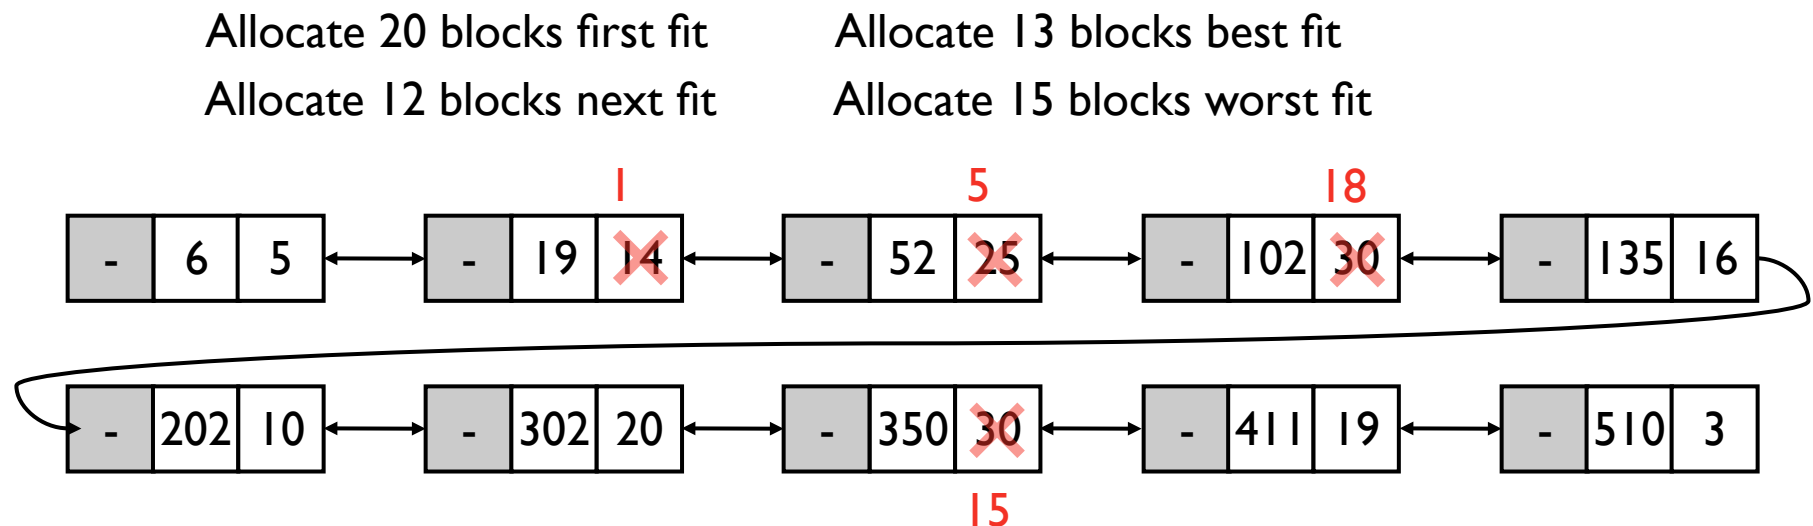 Allocate 20 blocks first fit Allocate 13 blocks best fit
Allocate 12 blocks next fit Allocate 15 blocks worst fit
1 5 18
- 6 5 - 19 14 - 52 25 - 102 30 - 135 16
- 202 10 - 302 20 - 350 30 - 411 19 - 510 3
15